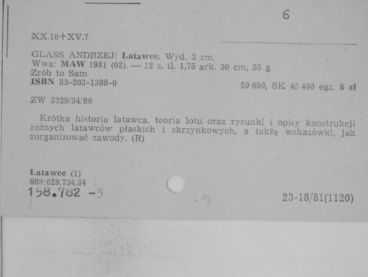 6
XX.10+XV.7
GLASS ANDRZEJ: Latawce. Wyd. 3 zm.
Wwa: MAW 1981 (02). — 12 s. il. 1,75 ark. 30 cm, 55 g
Zrób to Sam
ISBN 83-203-1388-0 59 650, SK 45 400 egz. 6 zł
ZW 3229/34/80
Krótka historia latawca, teoria lotu oraz rysunki i opisy konstrukcji
różnych latawców płaskich i skrzynkowych, a także wskazówki, jak
zorganizować zawody. (R)
Latawce (1)
689:629.734.34
158.782 -3
23-18/81(1120)